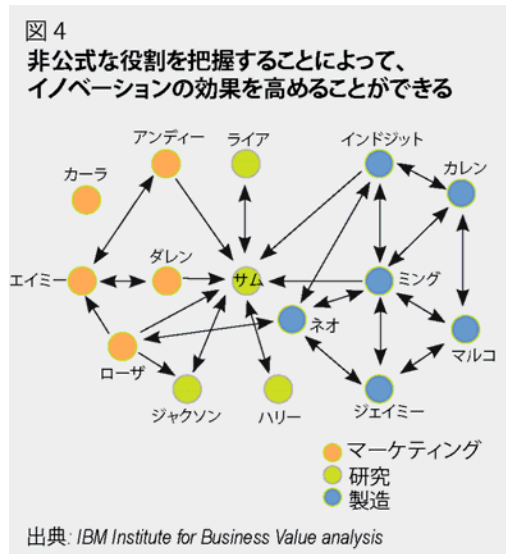 図 4
非公式な役割を把握することによって、
イノベーションの効果を高めることができる
アンディー
ライア
インドジット
カーラ
カレン
エイミー
ダレン
サム
ミング
ネオ
ローザ
マルコ
ジャクソン
ハリー
ジェイミー
マーケティング
研究
製造
出典: IBM Institute for Business Value analysis